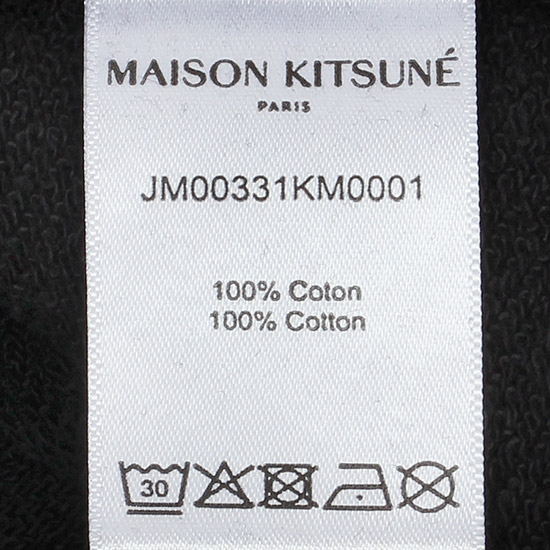 MAISON KITSUNÉ
PARIS
JM00331KM0001
100% Coton
100% Cotton
30